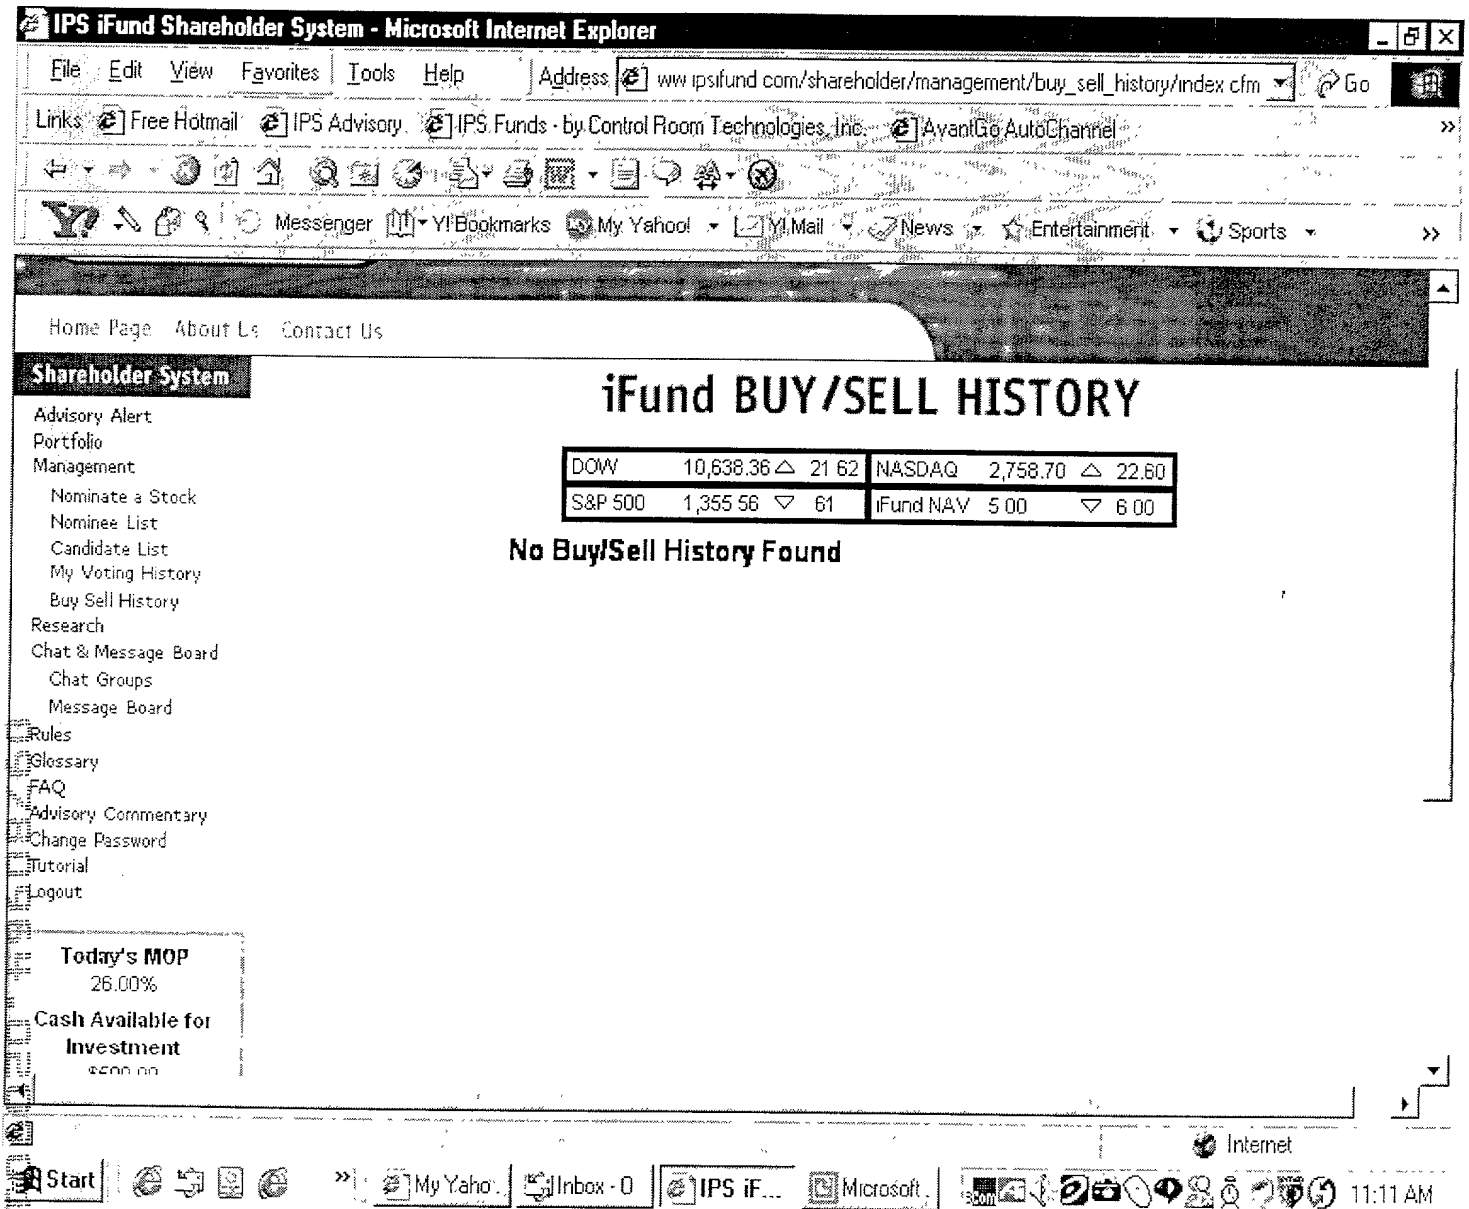 IPS iFund Shareholder System - Microsoft Internet Explorer
File Edit View Favorites Tools Help Address ww ipsifund com/shareholder/management/buy_sell_history/index cfm Go
Links Free Hotmail IPS Advisory IPS Funds - by Control Room Technologies, Inc. AvantGo AutoChannel »
Messenger Y! Bookmarks My Yahoo! Y! Mail News Entertainment Sports »
Home Page About Us Contact Us
Shareholder System
iFund BUY/SELL HISTORY
Advisory Alert
Portfolio
Management
Nominate a Stock
Nominee List
Candidate List
My Voting History
Buy Sell History
Research
Chat & Message Board
Chat Groups
Message Board
Rules
Glossary
FAQ
Advisory Commentary
Change Password
Tutorial
Logout
DOW 10,638.36 △ 21 62 NASDAQ 2,758.70 △ 22.60
S&P 500 1,355 56 ▽ 61 iFund NAV 5 00 ▽ 6 00
No Buy/Sell History Found
Today's MOP
26.00%
Cash Available for
Investment
Internet
Start » My Yaho.. Inbox - O IPS iF... Microsoft. 11:11 AM